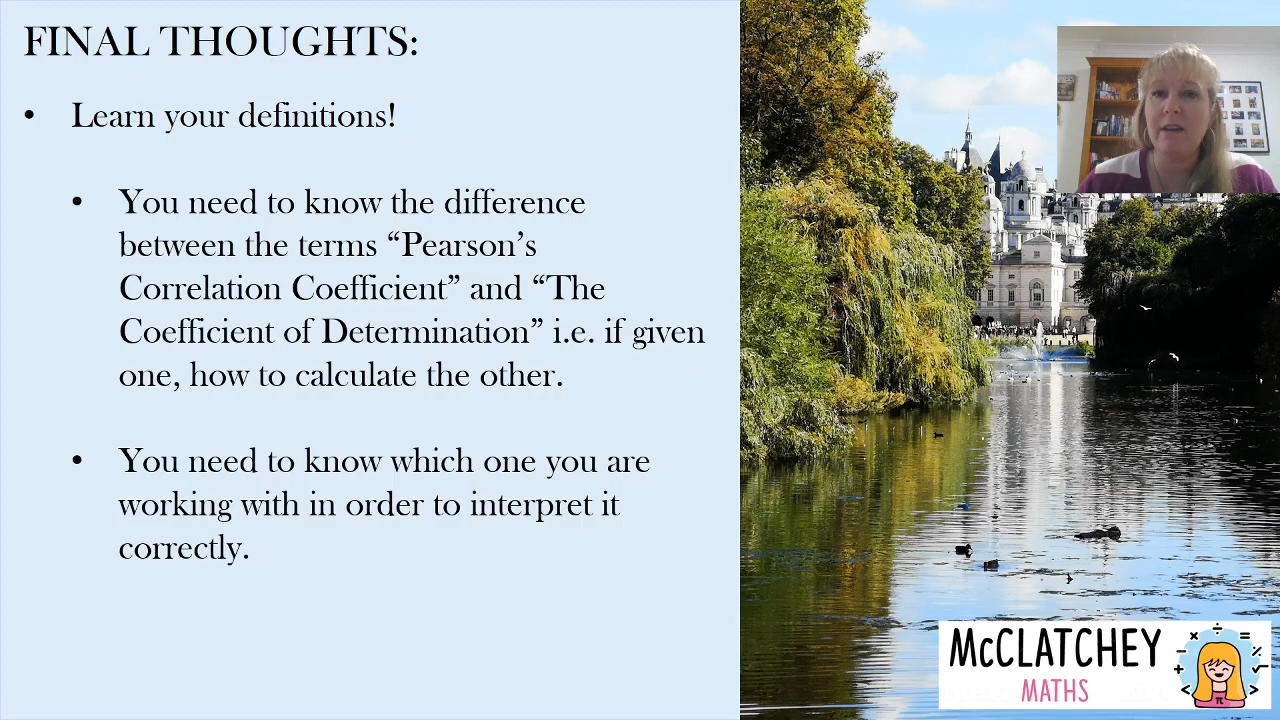 FINAL THOUGHTS:
• Learn your definitions!
• You need to know the difference
between the terms “Pearson’s
Correlation Coefficient” and “The
Coefficient of Determination” i.e. if given
one, how to calculate the other.
• You need to know which one you are
working with in order to interpret it
correctly.
McCLATCHEY
MATHS